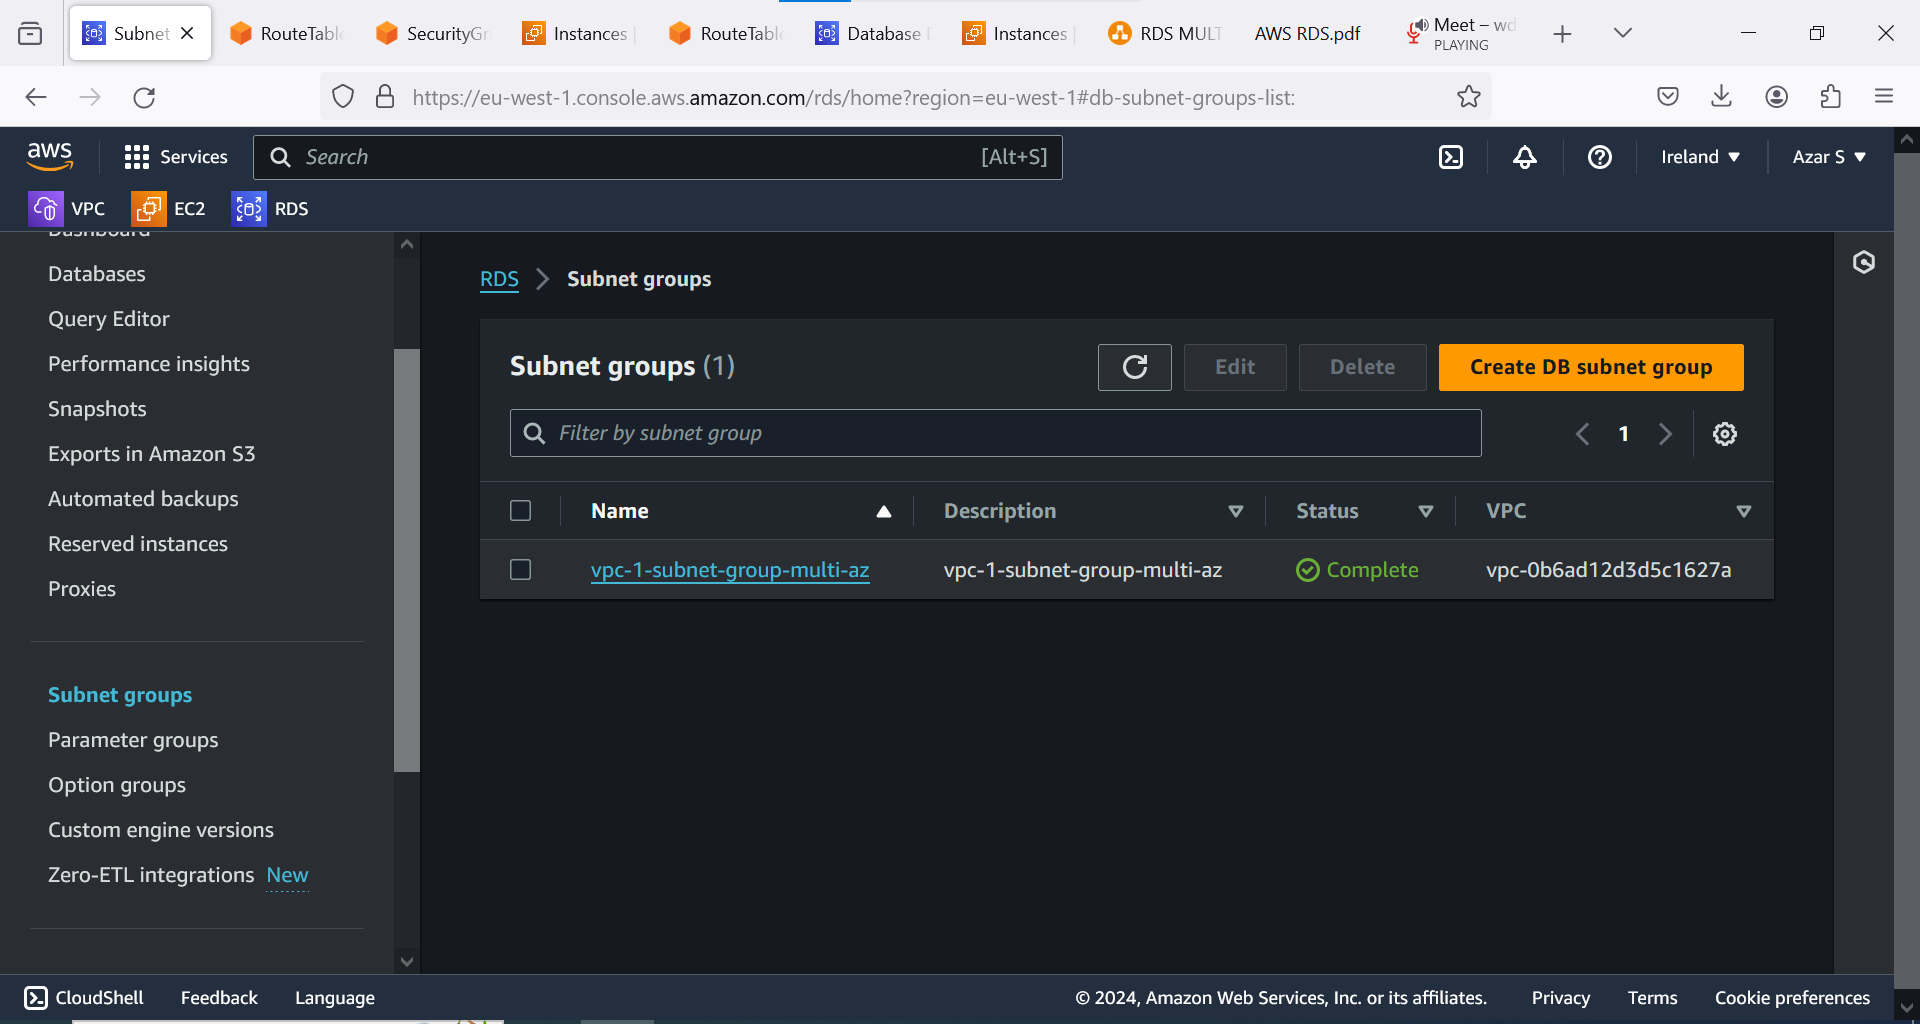 Subnet
RouteTable
SecurityGr
Instances
RouteTable
Database
Instances
RDS MULT
AWS RDS.pdf
Meet – wd
PLAYING
https://eu-west-1.console.aws.amazon.com/rds/home?region=eu-west-1#db-subnet-groups-list:
aws
Services
Search
[Alt+S]
Ireland
Azar S
VPC
EC2
RDS
Dashboard
Databases
Query Editor
Performance insights
Snapshots
Exports in Amazon S3
Automated backups
Reserved instances
Proxies
Subnet groups
Parameter groups
Option groups
Custom engine versions
Zero-ETL integrations New
RDS
Subnet groups
Subnet groups (1)
Edit
Delete
Create DB subnet group
Filter by subnet group
1
Name
Description
Status
VPC
vpc-1-subnet-group-multi-az
vpc-1-subnet-group-multi-az
Complete
vpc-0b6ad12d3d5c1627a
CloudShell
Feedback
Language
© 2024, Amazon Web Services, Inc. or its affiliates.
Privacy
Terms
Cookie preferences